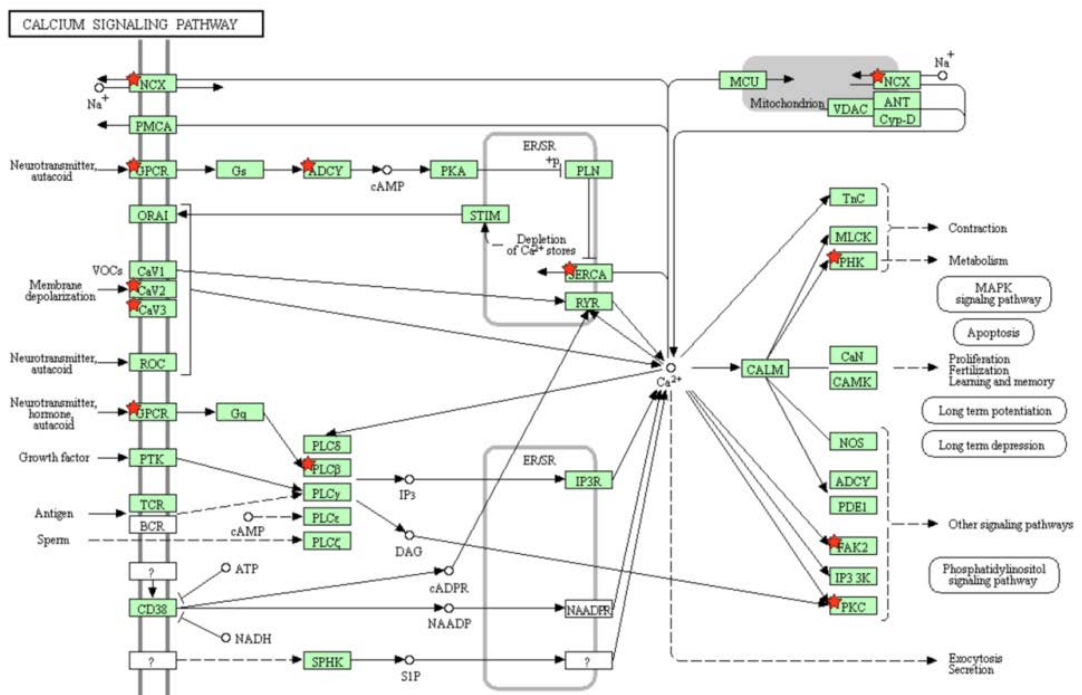 CALCIUM SIGNALING PATHWAY
NCX
Na+
PMCA
MCU
Mitochondrion
NCX
Na+
VDAC
ANT
Cyp-D
Neurotransmitter,
autacoid
GPCR
Gs
ADCY
cAMP
PKA
ER/SR
+p
PLN
ORAI
STIM
Depletion
of Ca2+ stores
SERCA
RYR
VOCs
Membrane
depolarization
CaV1
CaV2
CaV3
Neurotransmitter,
autacoid
ROC
Ca2+
CALM
TnC
MLCK
PHK
Contraction
Metabolism
MAPK
signalng pathway
Apoptosis
CaN
CAMK
Proliferation
Fertilization
Learning and memory
Long term potentiation
Long term depression
Neurotransmitter,
hormone,
autacoid
GPCR
Gq
PLCδ
PLCβ
PLCγ
PLCε
PLCζ
Growth factor
PTK
Antigen
TCR
BCR
cAMP
Sperm
IP3
DAG
ER/SR
IP3R
NOS
ADCY
PDE1
FAK2
IP3 3K
PKC
Other signaling pathways
Phosphatidylinositol
signaling pathway
?
ATP
CD38
NADH
cADPR
NAADP
NAADPR
?
SPHK
S1P
?
Exocytosis
Secretion